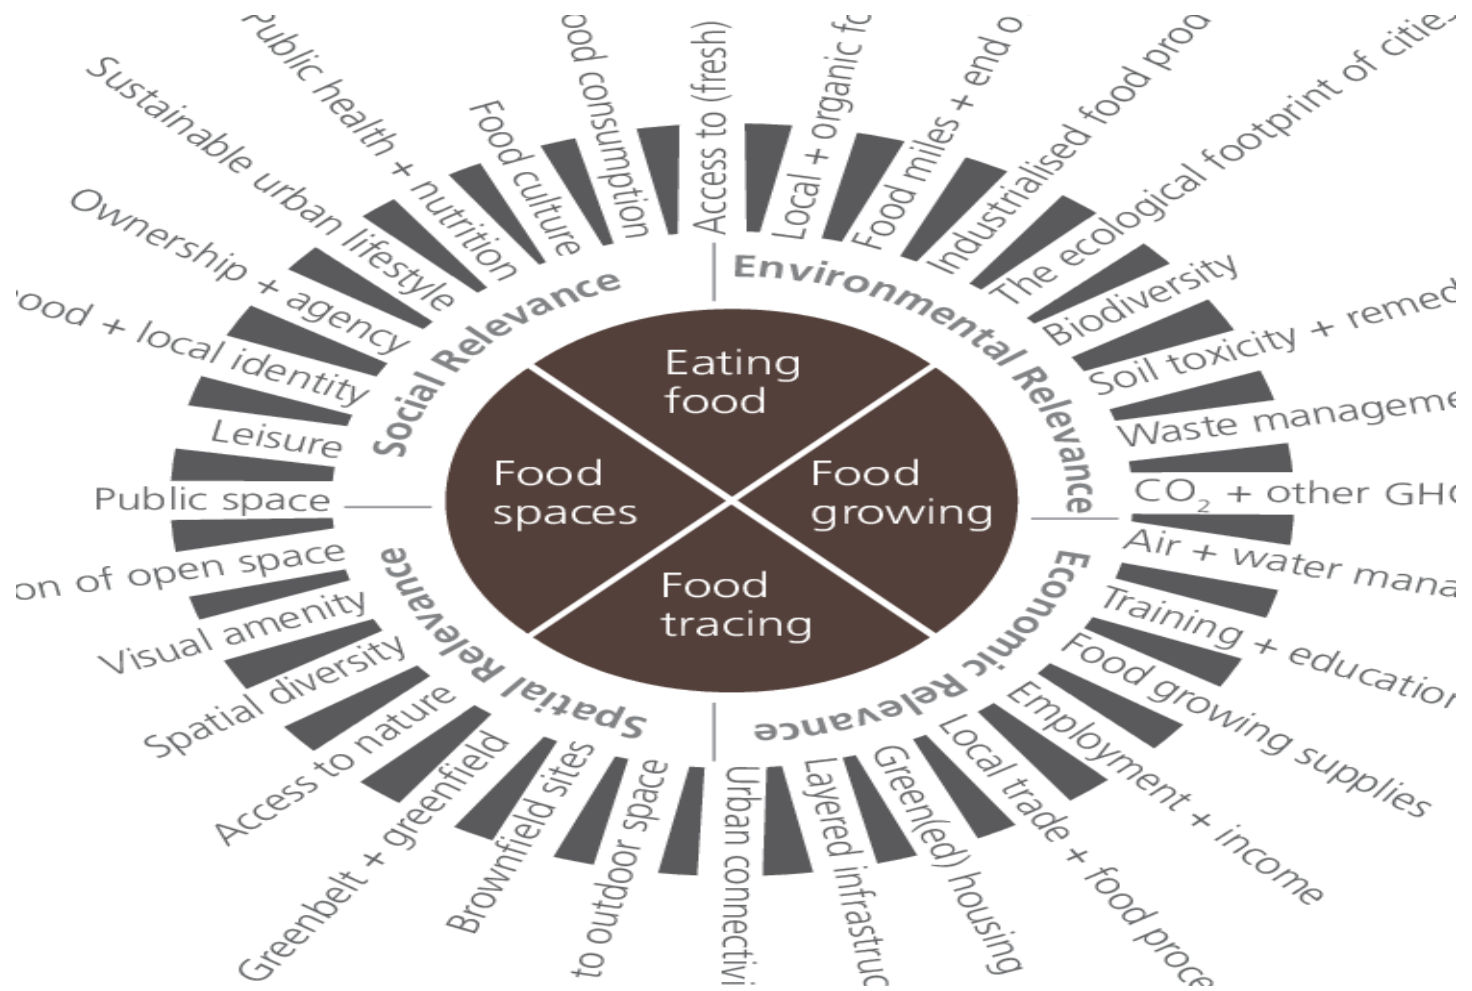 Eating
food
Food
spaces
Food
growing
Food
tracing
Environmental Relevance
Economic Relevance
Spatial Relevance
Social Relevance
Access to (fresh)
Local + organic fo
Food miles + end o
Industrialised food prod
The ecological footprint of cities
Biodiversity
Soil toxicity + remed
Waste manageme
CO₂ + other GHG
Air + water mana
Training + education
Food growing supplies
Employment + income
Local trade + food proce
Green(ed) housing
Layered infrastruc
Urban connectivi
to outdoor space
Brownfield sites
Greenbelt + greenfield
Access to nature
Spatial diversity
Visual amenity
on of open space
Public space
Leisure
ood + local identity
Ownership + agency
Sustainable urban lifestyle
Public health + nutrition
Food culture
ood consumption